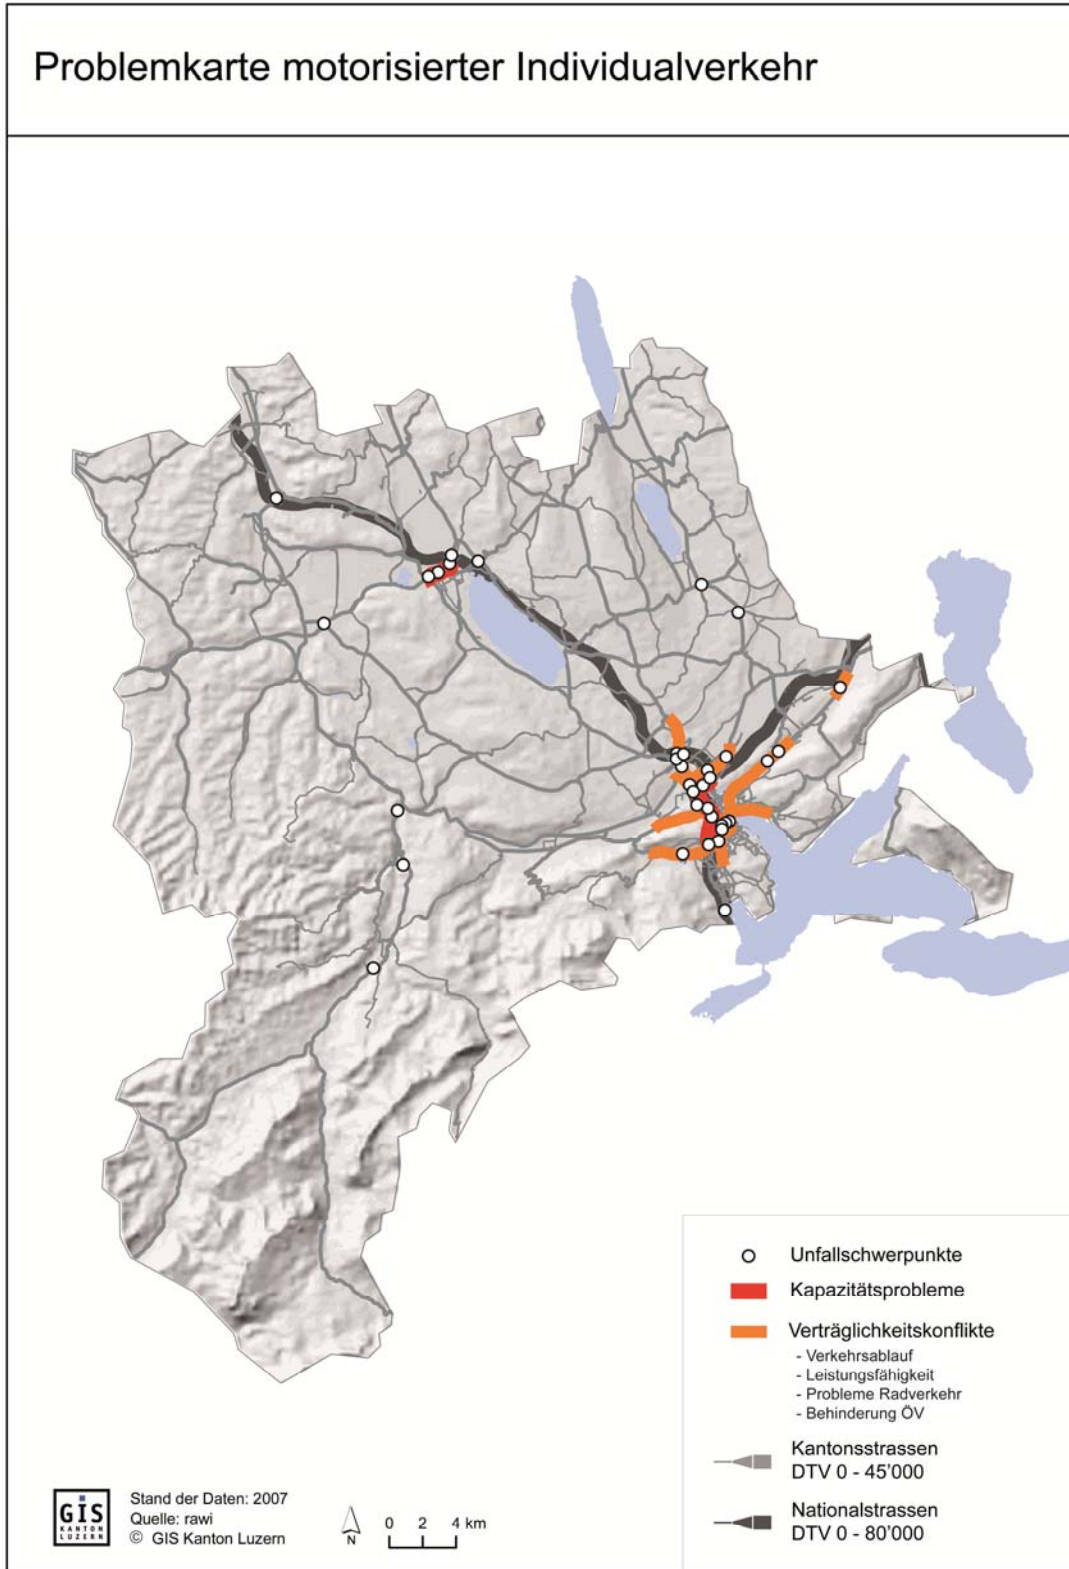 Problemkarte motorisierter Individualverkehr
Unfallschwerpunkte
Kapazitätsprobleme
Verträglichkeitskonflikte
- Verkehrsablauf
- Leistungsfähigkeit
- Probleme Radverkehr
- Behinderung ÖV
Kantonsstrassen
DTV 0 - 45'000
Nationalstrassen
DTV 0 - 80'000
GIS
KANTON
LUZERN
Stand der Daten: 2007
Quelle: rawi
© GIS Kanton Luzern
N
0 2 4 km